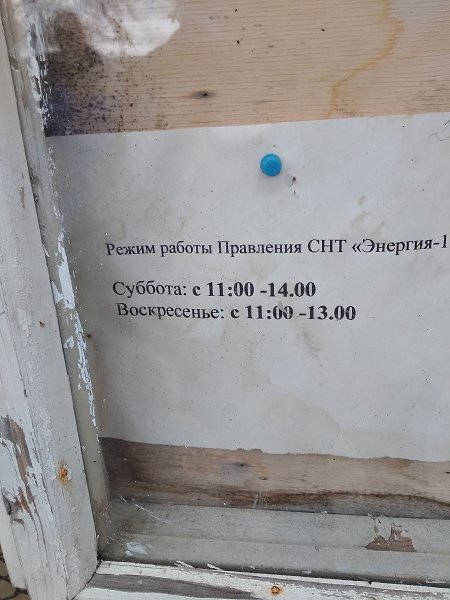 Режим работы Правления СНТ «Энергия-1
Суббота: с 11:00 -14.00
Воскресенье: с 11:00 -13.00